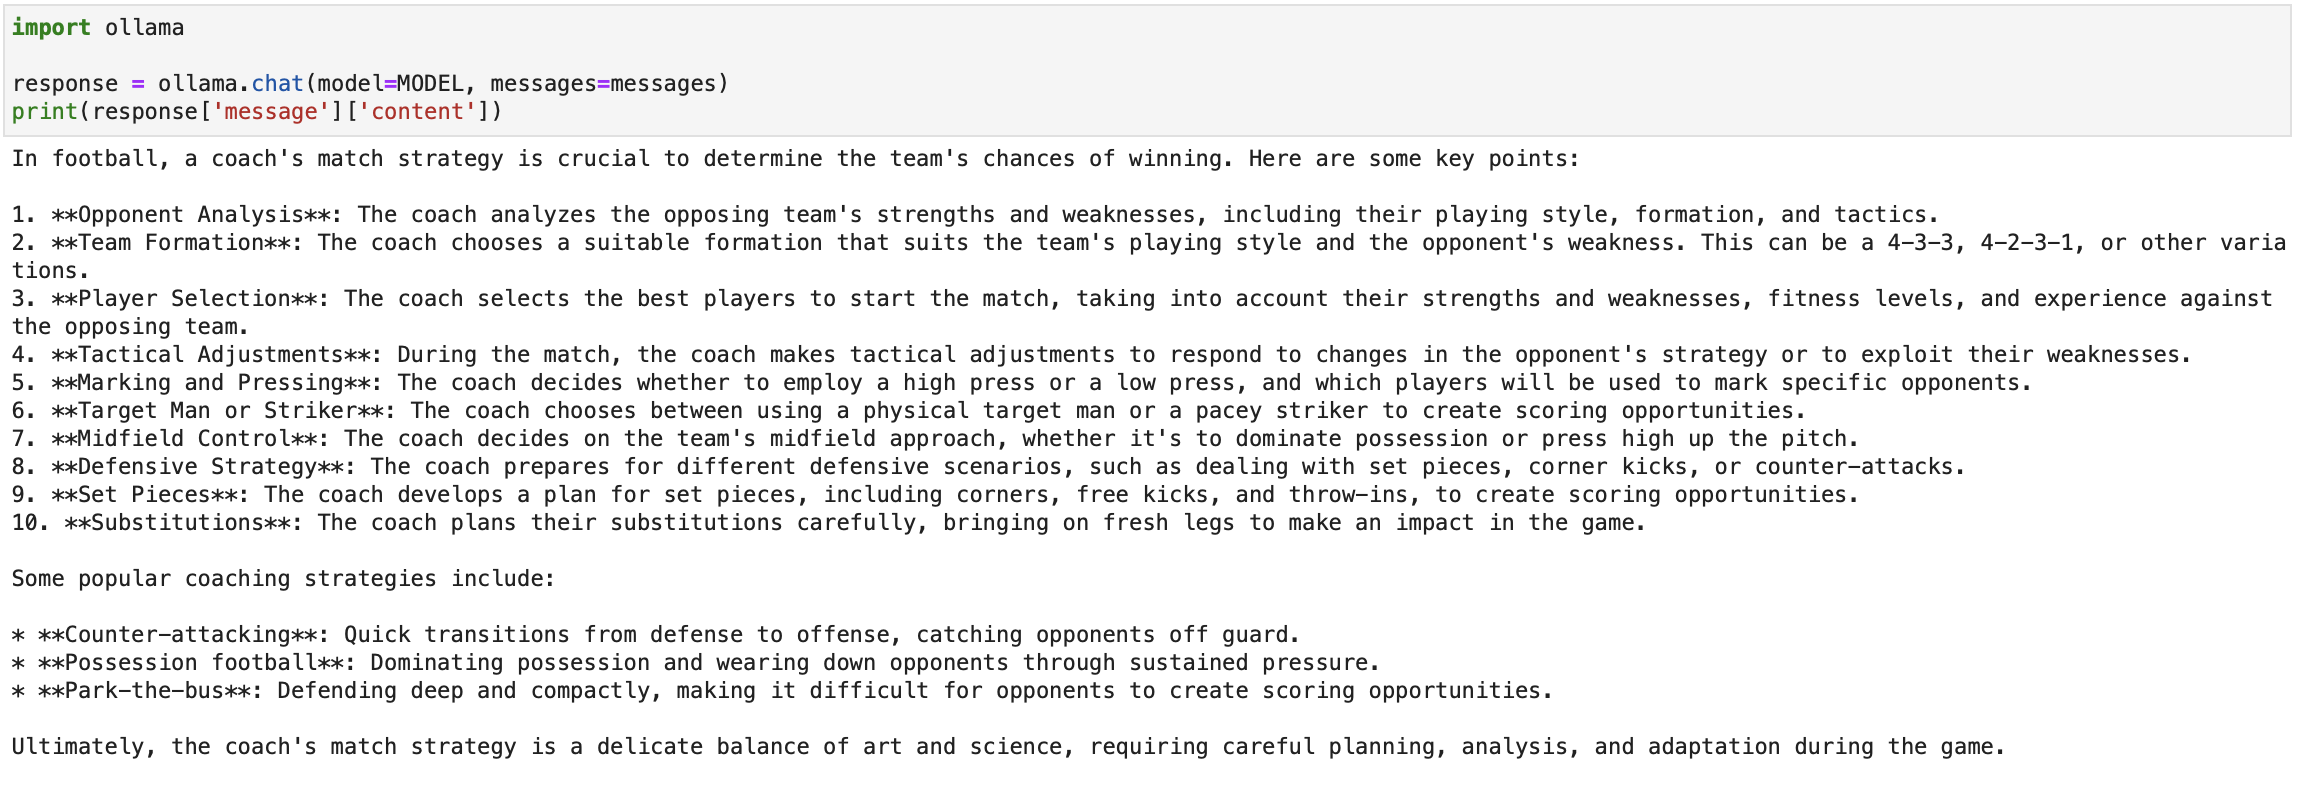 import ollama
response = ollama.chat(model=MODEL, messages=messages)
print(response['message']['content'])
In football, a coach's match strategy is crucial to determine the team's chances of winning. Here are some key points:
1. **Opponent Analysis**: The coach analyzes the opposing team's strengths and weaknesses, including their playing style, formation, and tactics.
2. **Team Formation**: The coach chooses a suitable formation that suits the team's playing style and the opponent's weakness. This can be a 4-3-3, 4-2-3-1, or other varia
tions.
3. **Player Selection**: The coach selects the best players to start the match, taking into account their strengths and weaknesses, fitness levels, and experience against
the opposing team.
4. **Tactical Adjustments**: During the match, the coach makes tactical adjustments to respond to changes in the opponent's strategy or to exploit their weaknesses.
5. **Marking and Pressing**: The coach decides whether to employ a high press or a low press, and which players will be used to mark specific opponents.
6. **Target Man or Striker**: The coach chooses between using a physical target man or a pacey striker to create scoring opportunities.
7. **Midfield Control**: The coach decides on the team's midfield approach, whether it's to dominate possession or press high up the pitch.
8. **Defensive Strategy**: The coach prepares for different defensive scenarios, such as dealing with set pieces, corner kicks, or counter-attacks.
9. **Set Pieces**: The coach develops a plan for set pieces, including corners, free kicks, and throw-ins, to create scoring opportunities.
10. **Substitutions**: The coach plans their substitutions carefully, bringing on fresh legs to make an impact in the game.
Some popular coaching strategies include:
* **Counter-attacking**: Quick transitions from defense to offense, catching opponents off guard.
* **Possession football**: Dominating possession and wearing down opponents through sustained pressure.
* **Park-the-bus**: Defending deep and compactly, making it difficult for opponents to create scoring opportunities.
Ultimately, the coach's match strategy is a delicate balance of art and science, requiring careful planning, analysis, and adaptation during the game.